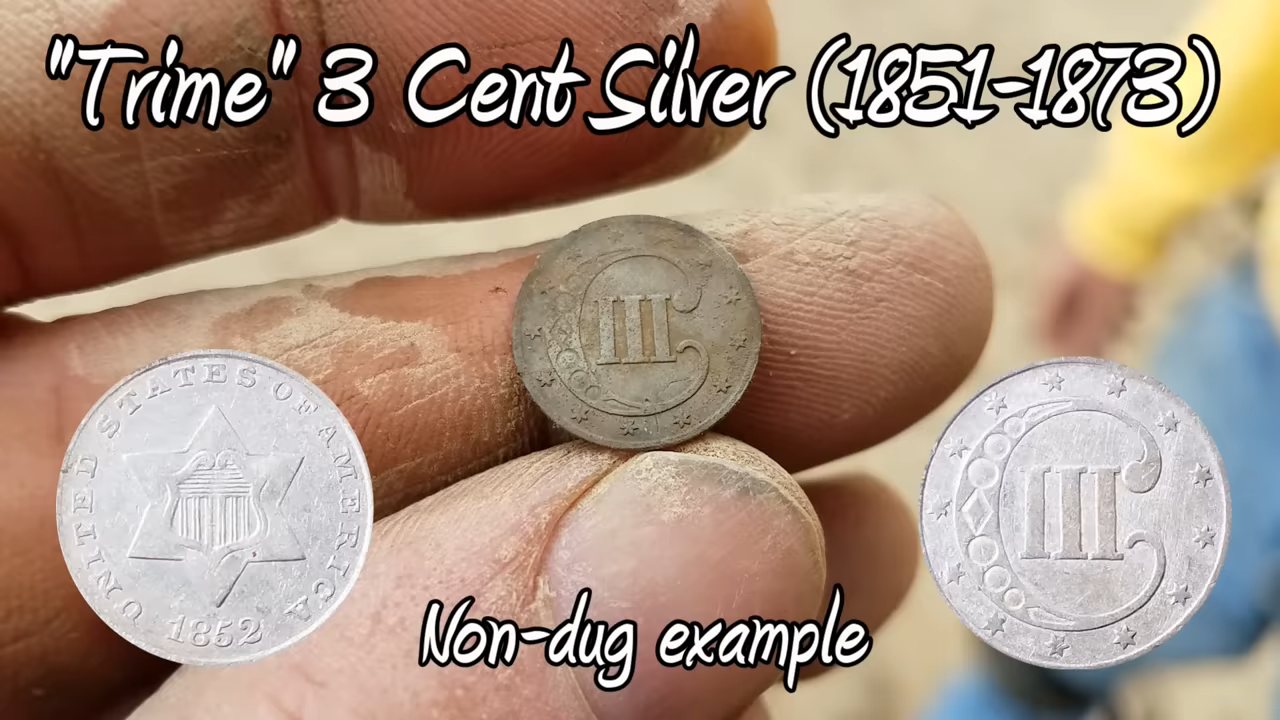 "Trime" 3 Cent Silver (1851-1873)
III
UNITED STATES OF AMERICA
1852
III
Non-dug example